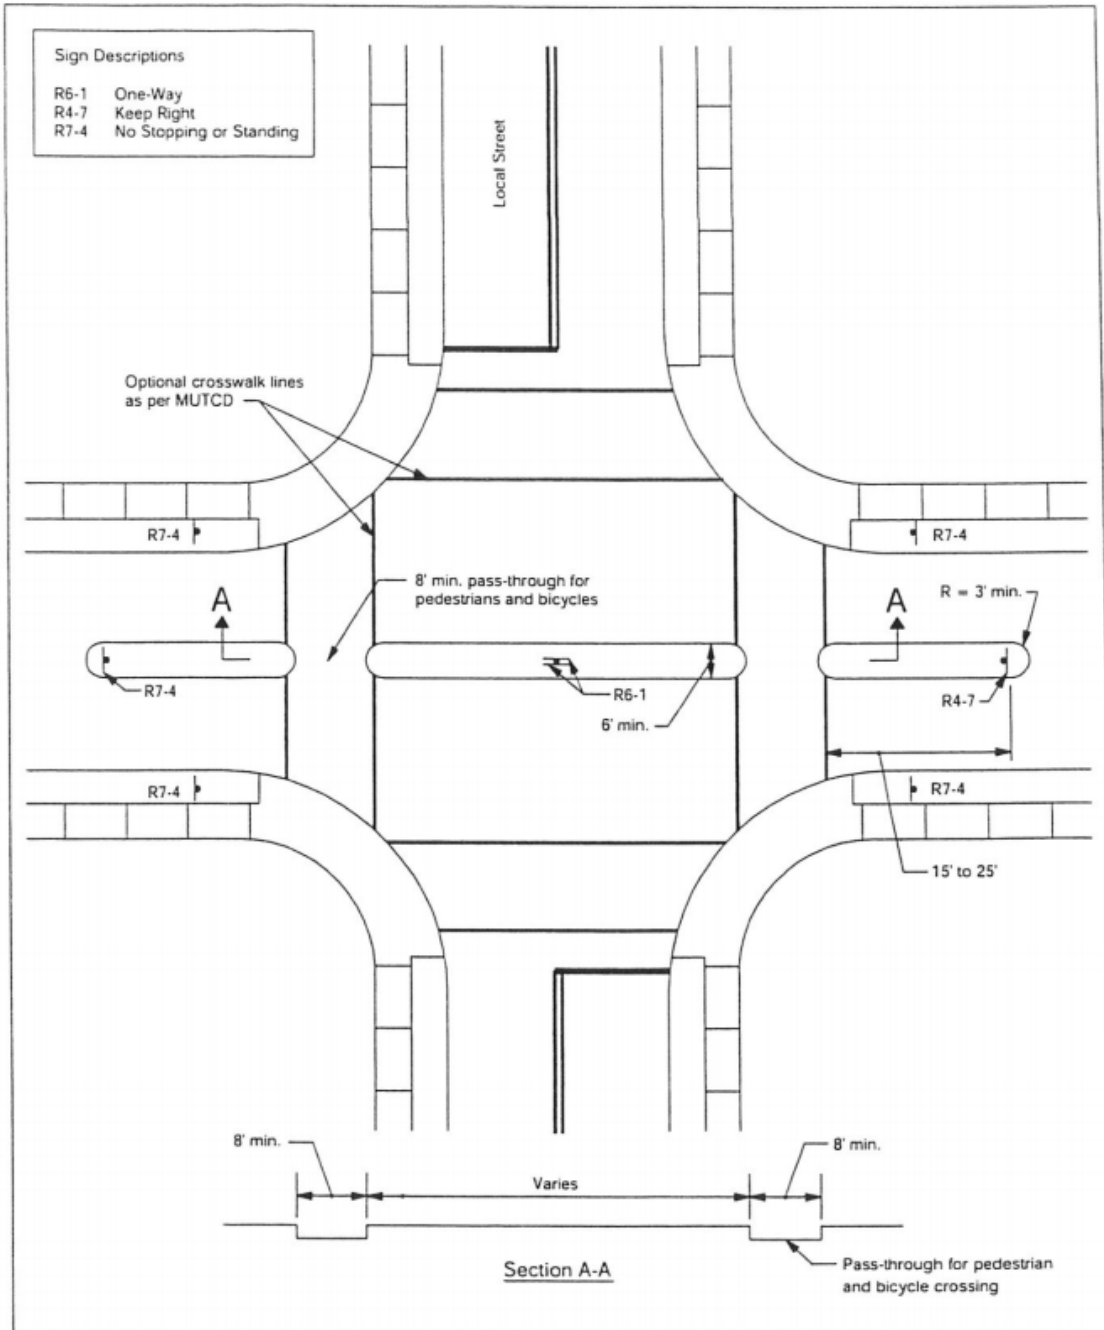 Sign Descriptions
R6-1 One-Way
R4-7 Keep Right
R7-4 No Stopping or Standing
Local Street
Optional crosswalk lines
as per MUTCD
R7-4
R7-4
8' min. pass-through for
pedestrians and bicycles
R = 3' min.
A
A
R7-4
R6-1
R4-7
6' min.
R7-4
R7-4
15' to 25'
8' min.
8' min.
Varies
Section A-A
Pass-through for pedestrian
and bicycle crossing